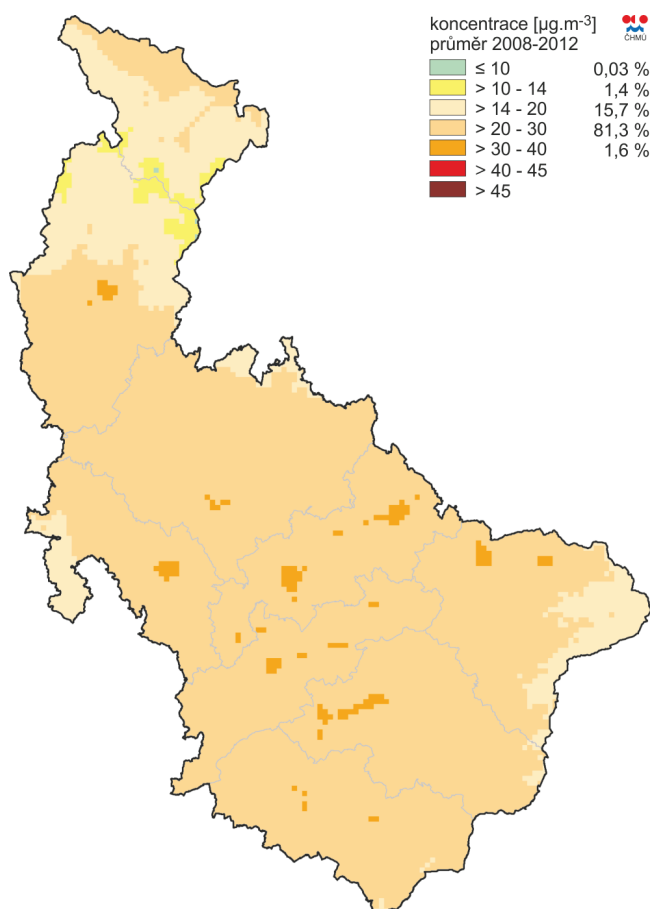 koncentrace [µg.m-3]
průměr 2008-2012
ČHMÚ
≤ 10 0,03 %
> 10 - 14 1,4 %
> 14 - 20 15,7 %
> 20 - 30 81,3 %
> 30 - 40 1,6 %
> 40 - 45
> 45